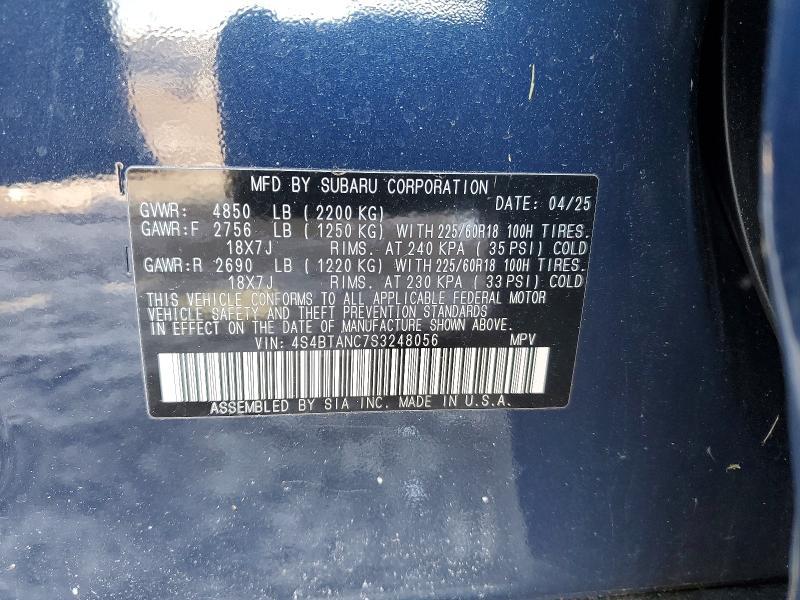 MFD BY SUBARU CORPORATION
DATE: 04/25
GVWR: 4850 LB ( 2200 KG)
GAWR:F 2756 LB ( 1250 KG) WITH 225/60R18 100H TIRES.
18X7J RIMS. AT 240 KPA ( 35 PSI) COLD
GAWR:R 2690 LB ( 1220 KG) WITH 225/60R18 100H TIRES.
18X7J RIMS. AT 230 KPA ( 33 PSI) COLD
THIS VEHICLE CONFORMS TO ALL APPLICABLE FEDERAL MOTOR
VEHICLE SAFETY AND THEFT PREVENTION STANDARDS
IN EFFECT ON THE DATE OF MANUFACTURE SHOWN ABOVE.
VIN: 4S4BTANC7S3248056 MPV
ASSEMBLED BY SIA INC. MADE IN U.S.A.